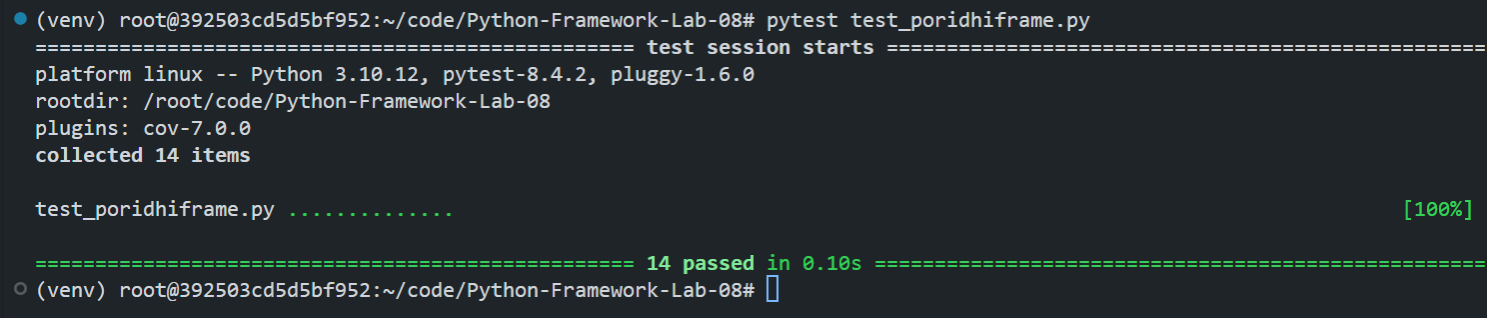 (venv) root@392503cd5d5bf952:~/code/Python-Framework-Lab-08# pytest test_poridhiframe.py
================================================== test session starts ==================================================
platform linux -- Python 3.10.12, pytest-8.4.2, pluggy-1.6.0
rootdir: /root/code/Python-Framework-Lab-08
plugins: cov-7.0.0
collected 14 items
test_poridhiframe.py .............. [100%]
================================================== 14 passed in 0.10s ===================================================
(venv) root@392503cd5d5bf952:~/code/Python-Framework-Lab-08#